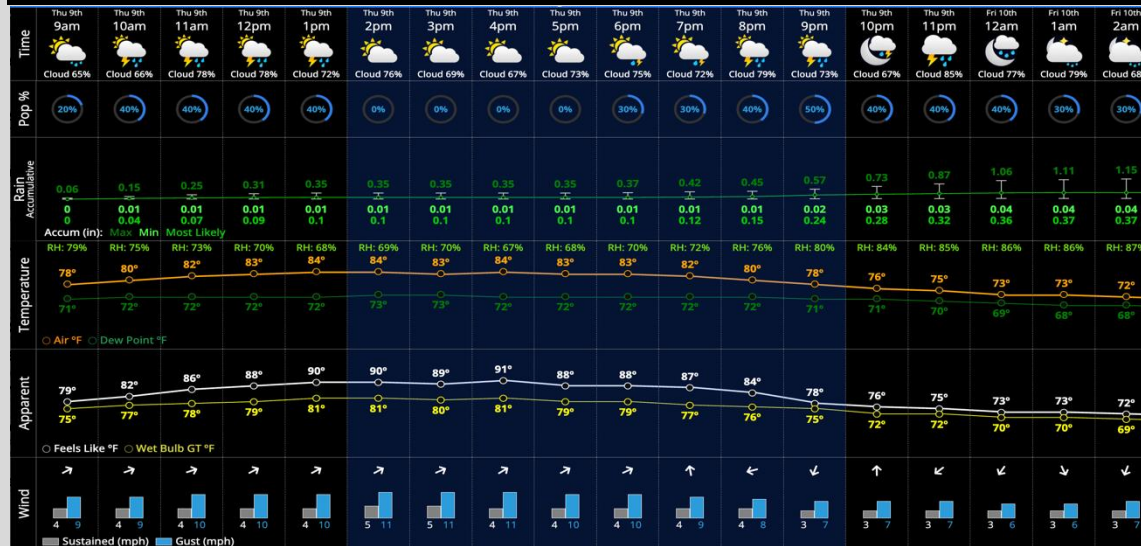 Thu 9th Thu 9th Thu 9th Thu 9th Thu 9th Thu 9th Thu 9th Thu 9th Thu 9th Thu 9th Thu 9th Thu 9th Thu 9th Thu 9th Thu 9th Fri 10th Fri 10th Fri 10th
Time 9am 10am 11am 12pm 1pm 2pm 3pm 4pm 5pm 6pm 7pm 8pm 9pm 10pm 11pm 12am 1am 2am
Cloud 65% Cloud 66% Cloud 78% Cloud 78% Cloud 72% Cloud 76% Cloud 69% Cloud 67% Cloud 73% Cloud 75% Cloud 72% Cloud 79% Cloud 73% Cloud 67% Cloud 85% Cloud 77% Cloud 79% Cloud 68%
Pop % 20% 40% 40% 40% 40% 0% 0% 0% 0% 30% 30% 40% 50% 40% 40% 40% 30% 30%
Rain Accumulative
0.06 0.15 0.25 0.31 0.35 0.35 0.35 0.35 0.35 0.37 0.42 0.45 0.57 0.73 0.87 1.06 1.11 1.15
0 0.01 0.01 0.01 0.01 0.01 0.01 0.01 0.01 0.01 0.01 0.01 0.02 0.03 0.03 0.04 0.04 0.04
0 0.04 0.07 0.09 0.1 0.1 0.1 0.1 0.1 0.1 0.12 0.15 0.24 0.28 0.32 0.36 0.37 0.37
Accum (in): Max Min Most Likely
Temperature
RH: 79% RH: 75% RH: 73% RH: 70% RH: 68% RH: 69% RH: 70% RH: 67% RH: 68% RH: 70% RH: 72% RH: 76% RH: 80% RH: 84% RH: 85% RH: 86% RH: 86% RH: 87%
78° 80° 82° 83° 84° 84° 83° 84° 83° 83° 82° 80° 78° 76° 75° 73° 73° 72°
71° 72° 72° 72° 72° 73° 73° 72° 72° 72° 72° 72° 71° 71° 70° 69° 68° 68°
Air °F Dew Point °F
Apparent
79° 82° 86° 88° 90° 90° 89° 91° 88° 88° 87° 84° 78° 76° 75° 73° 73° 72°
75° 77° 78° 79° 81° 81° 80° 81° 79° 79° 77° 76° 75° 72° 72° 70° 70° 69°
Feels Like °F Wet Bulb GT °F
Wind
4 9 4 9 4 10 4 10 4 10 5 11 5 11 4 11 4 10 4 10 4 9 4 8 3 7 3 7 3 7 3 6 3 6 3 7
Sustained (mph) Gust (mph)